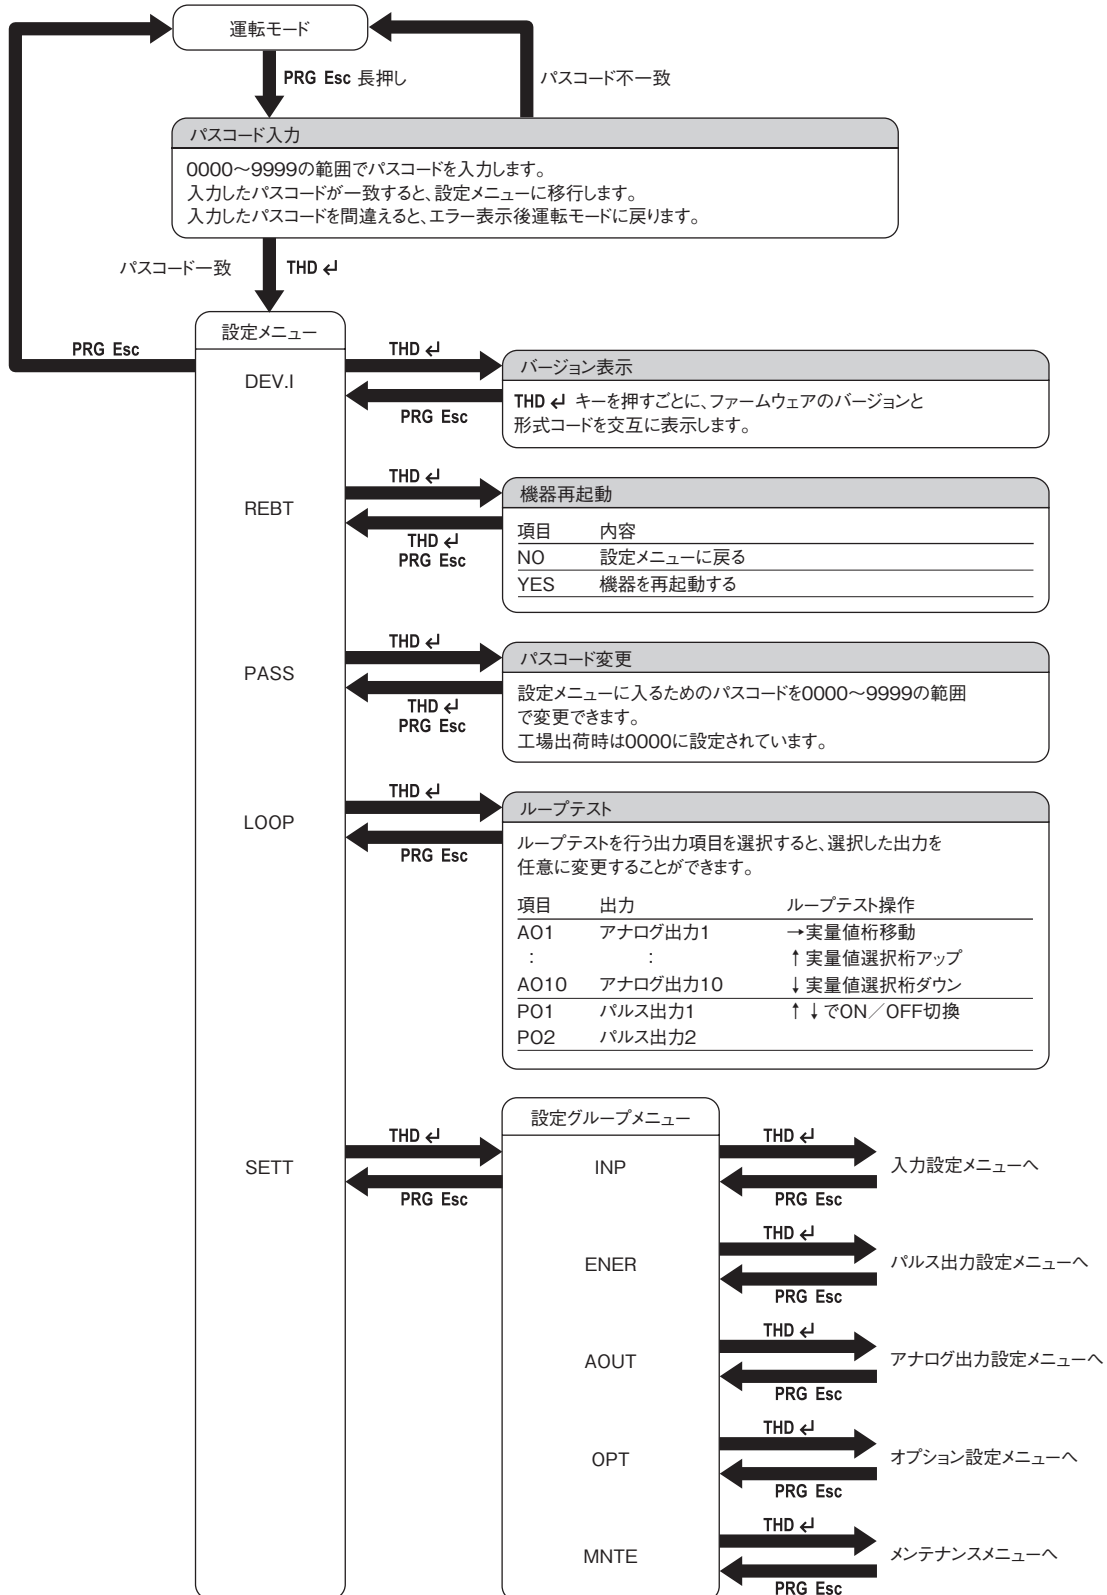 運転モード
PRG Esc 長押し
パスコード不一致
パスコード入力
0000～9999の範囲でパスコードを入力します。
入力したパスコードが一致すると、設定メニューに移行します。
入力したパスコードを間違えると、エラー表示後運転モードに戻ります。
パスコード一致
THD ↵
設定メニュー
PRG Esc
DEV.I
THD ↵
PRG Esc
バージョン表示
THD ↵ キーを押すごとに、ファームウェアのバージョンと
形式コードを交互に表示します。
REBT
THD ↵
THD ↵
PRG Esc
機器再起動
項目 内容
NO 設定メニューに戻る
YES 機器を再起動する
PASS
THD ↵
THD ↵
PRG Esc
パスコード変更
設定メニューに入るためのパスコードを0000～9999の範囲
で変更できます。
工場出荷時は0000に設定されています。
LOOP
THD ↵
PRG Esc
ループテスト
ループテストを行う出力項目を選択すると、選択した出力を
任意に変更することができます。
項目 出力 ループテスト操作
AO1 アナログ出力1 →実量値桁移動
: : ↑実量値選択桁アップ
AO10 アナログ出力10 ↓実量値選択桁ダウン
PO1 パルス出力1 ↑↓でON／OFF切換
PO2 パルス出力2
SETT
THD ↵
PRG Esc
設定グループメニュー
INP
THD ↵
PRG Esc
入力設定メニューへ
ENER
THD ↵
PRG Esc
パルス出力設定メニューへ
AOUT
THD ↵
PRG Esc
アナログ出力設定メニューへ
OPT
THD ↵
PRG Esc
オプション設定メニューへ
MNTE
THD ↵
PRG Esc
メンテナンスメニューへ